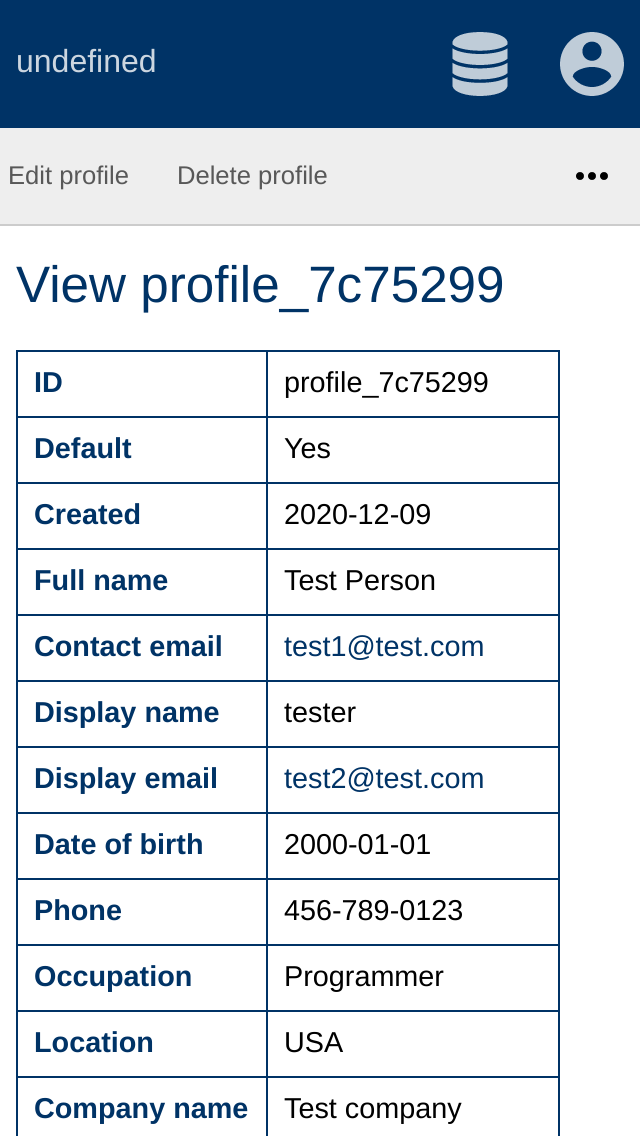 undefined
Edit profile Delete profile •••
View profile_7c75299
ID profile_7c75299
Default Yes
Created 2020-12-09
Full name Test Person
Contact email test1@test.com
Display name tester
Display email test2@test.com
Date of birth 2000-01-01
Phone 456-789-0123
Occupation Programmer
Location USA
Company name Test company